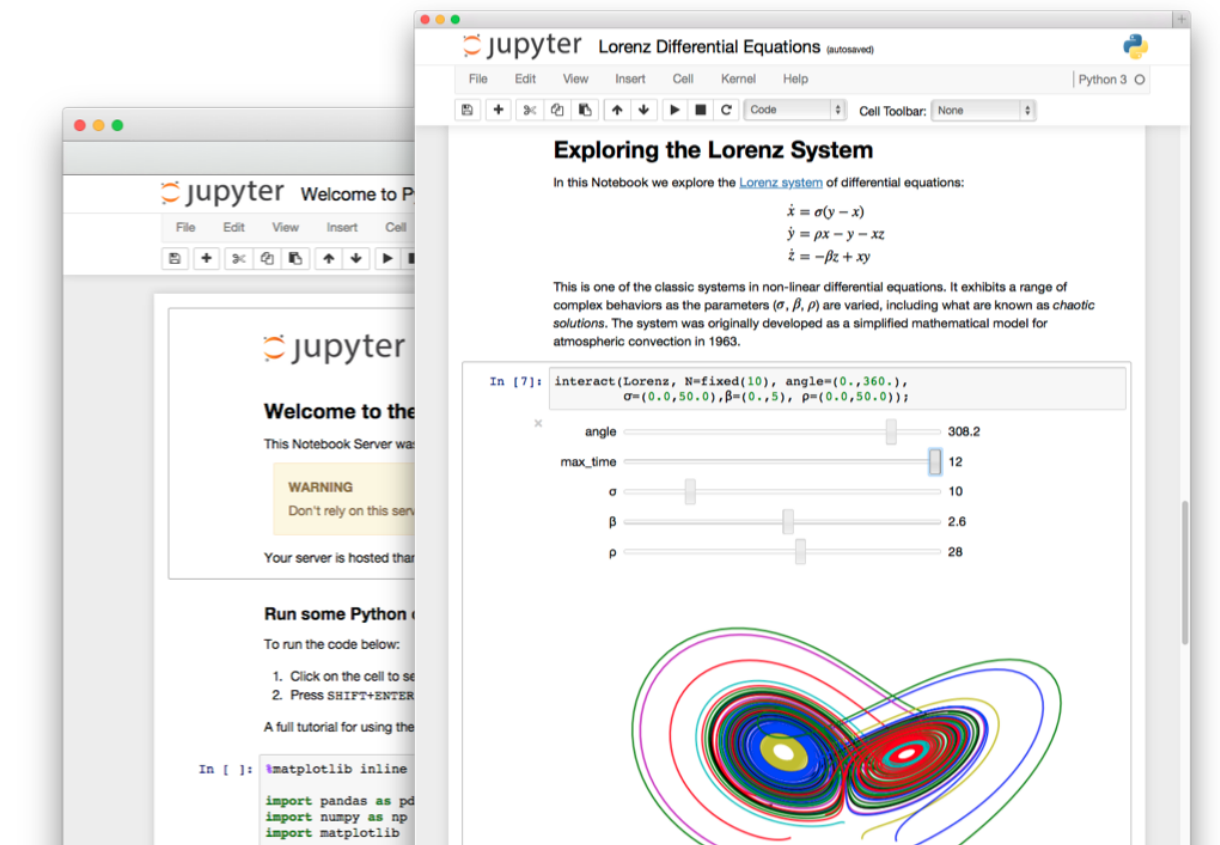 jupyter Lorenz Differential Equations (autosaved)
File Edit View Insert Cell Kernel Help
Python 3
Code Cell Toolbar: None
Exploring the Lorenz System
In this Notebook we explore the Lorenz system of differential equations:
ẋ = σ(y − x)
ẏ = ρx − y − xz
ż = −βz + xy
This is one of the classic systems in non-linear differential equations. It exhibits a range of
complex behaviors as the parameters (σ, β, ρ) are varied, including what are known as chaotic
solutions. The system was originally developed as a simplified mathematical model for
atmospheric convection in 1963.
In [7]: interact(Lorenz, N=fixed(10), angle=(0.,360.),
σ=(0.0,50.0),β=(0.,5), ρ=(0.0,50.0));
angle 308.2
max_time 12
σ 10
β 2.6
ρ 28
jupyter Welcome to P
File Edit View Insert Cell
jupyter
Welcome to the
This Notebook Server was
WARNING
Don't rely on this serv
Your server is hosted than
Run some Python
To run the code below:
1. Click on the cell to se
2. Press SHIFT+ENTER
A full tutorial for using the
In [ ]: %matplotlib inline
import pandas as pd
import numpy as np
import matplotlib